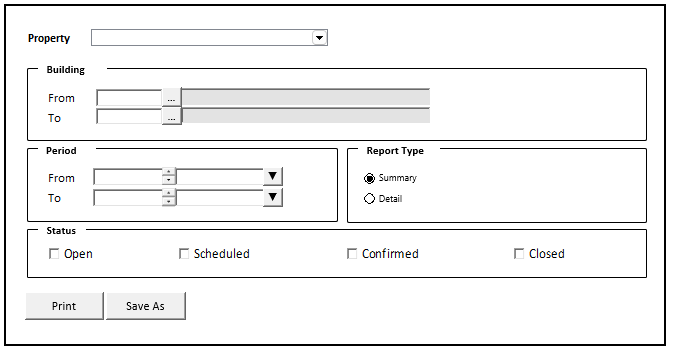 Property
Building
From ...
To ...
Period
From
To
Report Type
Summary
Detail
Status
Open Scheduled Confirmed Closed
Print Save As